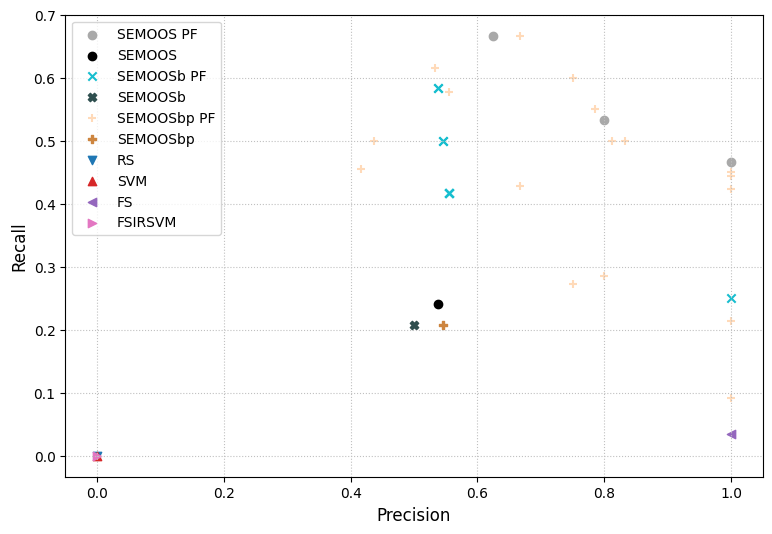 0.7
0.6
0.5
0.4
0.3
0.2
0.1
0.0
Recall
SEMOOS PF
SEMOOS
SEMOOSb PF
SEMOOSb
SEMOOSbp PF
SEMOOSbp
RS
SVM
FS
FSIRSVM
0.0 0.2 0.4 0.6 0.8 1.0
Precision